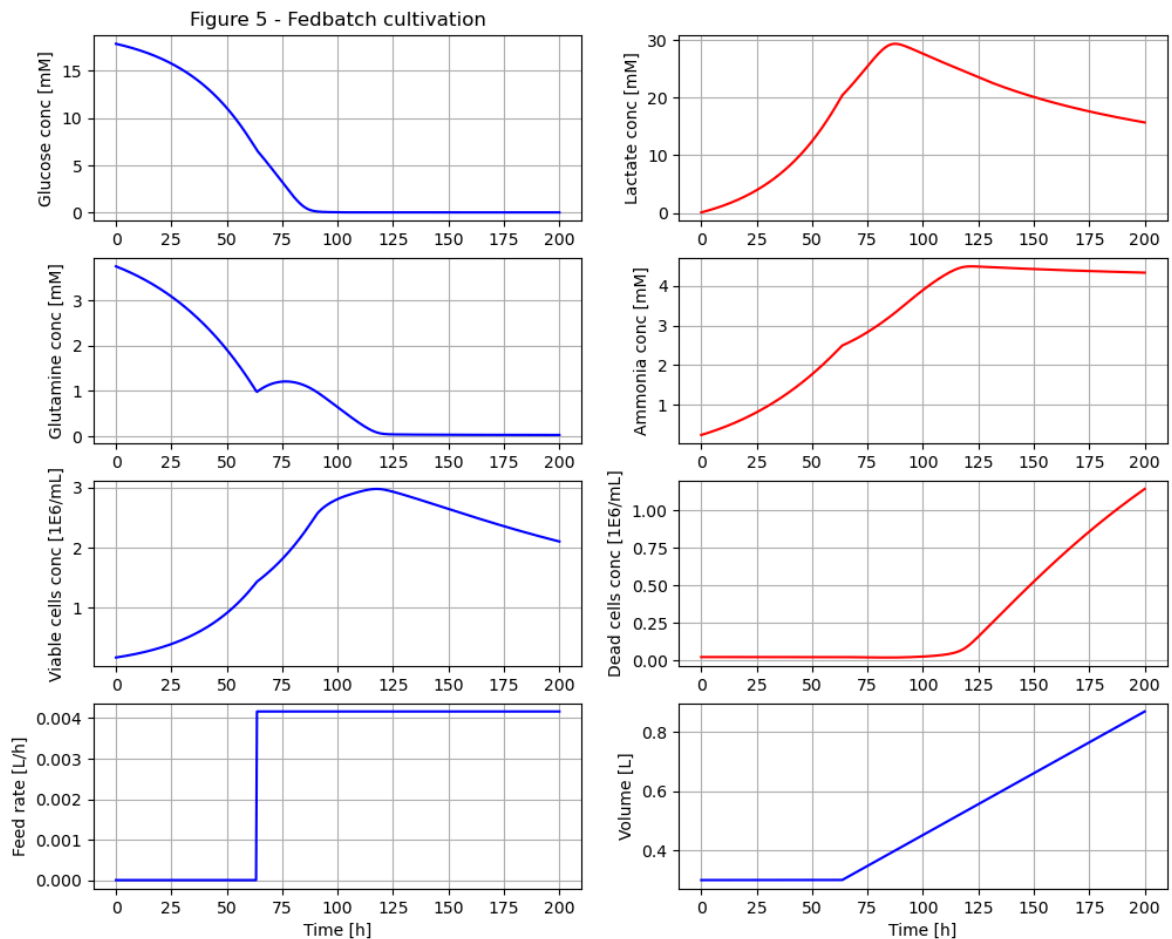 Figure 5 - Fedbatch cultivation
Glucose conc [mM]
15
10
5
0
0 25 50 75 100 125 150 175 200
Lactate conc [mM]
30
20
10
0
0 25 50 75 100 125 150 175 200
Glutamine conc [mM]
3
2
1
0
0 25 50 75 100 125 150 175 200
Ammonia conc [mM]
4
3
2
1
0 25 50 75 100 125 150 175 200
Viable cells conc [1E6/mL]
3
2
1
0 25 50 75 100 125 150 175 200
Dead cells conc [1E6/mL]
1.00
0.75
0.50
0.25
0.00
0 25 50 75 100 125 150 175 200
Feed rate [L/h]
0.004
0.003
0.002
0.001
0.000
0 25 50 75 100 125 150 175 200
Time [h]
Volume [L]
0.8
0.6
0.4
0 25 50 75 100 125 150 175 200
Time [h]